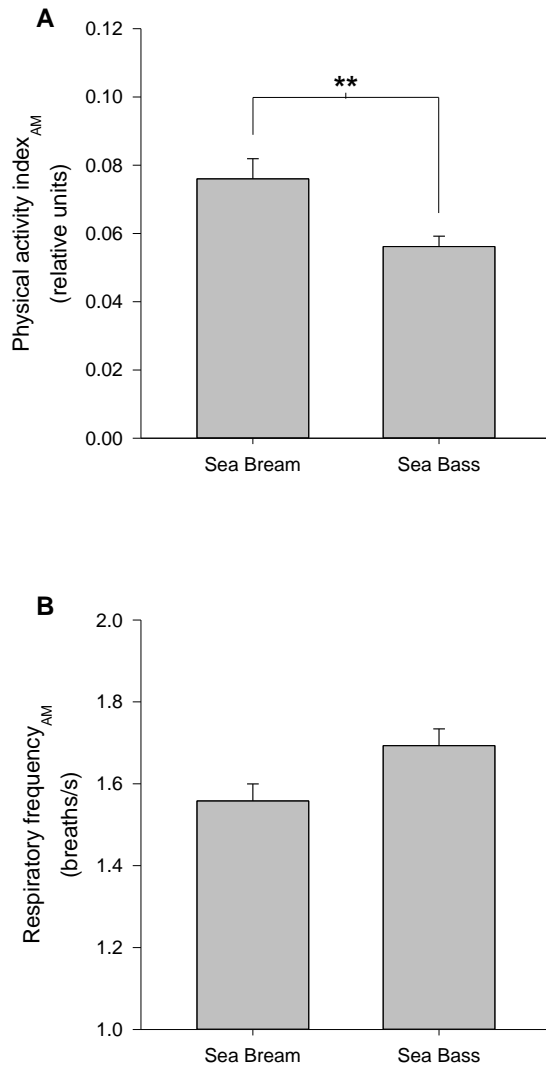 A
Physical activity index_AM
(relative units)
0.12
0.10
0.08
0.06
0.04
0.02
0.00
**
Sea Bream Sea Bass
B
Respiratory frequency_AM
(breaths/s)
2.0
1.8
1.6
1.4
1.2
1.0
Sea Bream Sea Bass